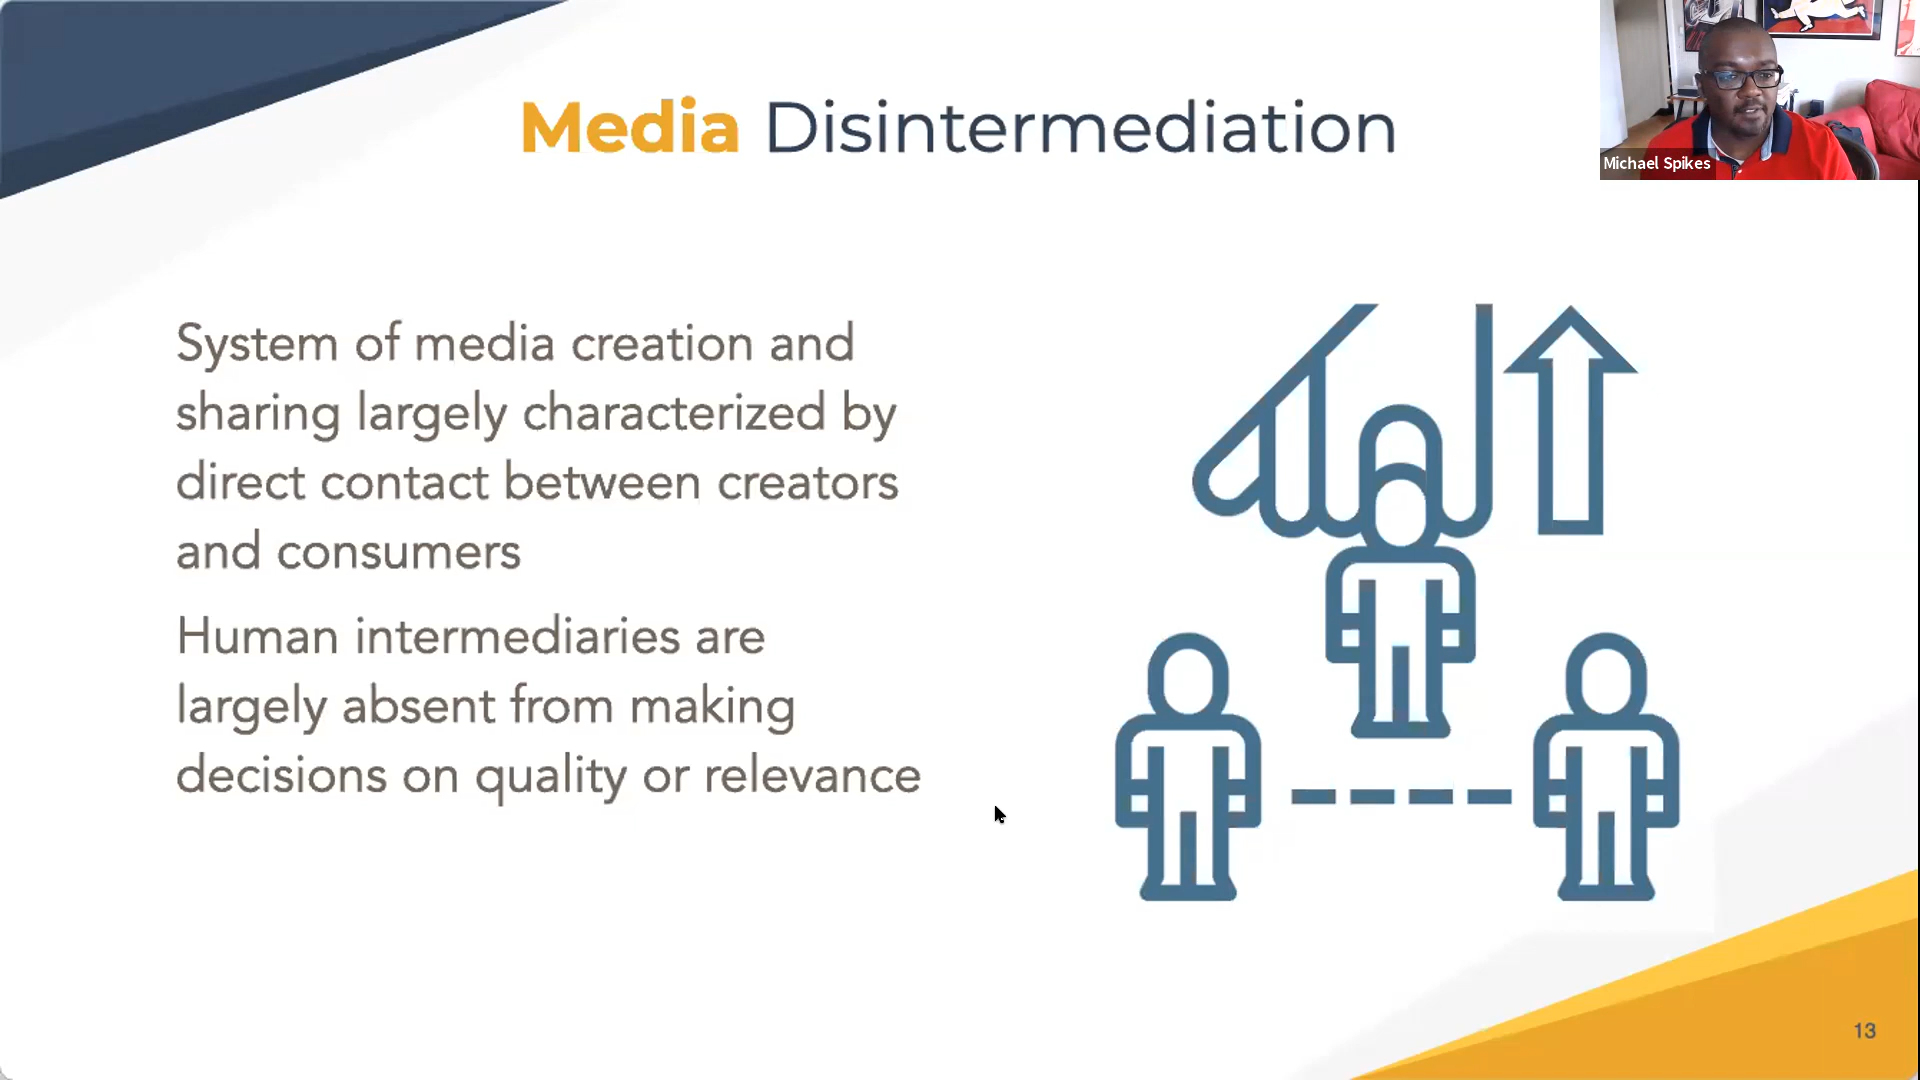 Media Disintermediation
Michael Spikes
System of media creation and
sharing largely characterized by
direct contact between creators
and consumers
Human intermediaries are
largely absent from making
decisions on quality or relevance
13